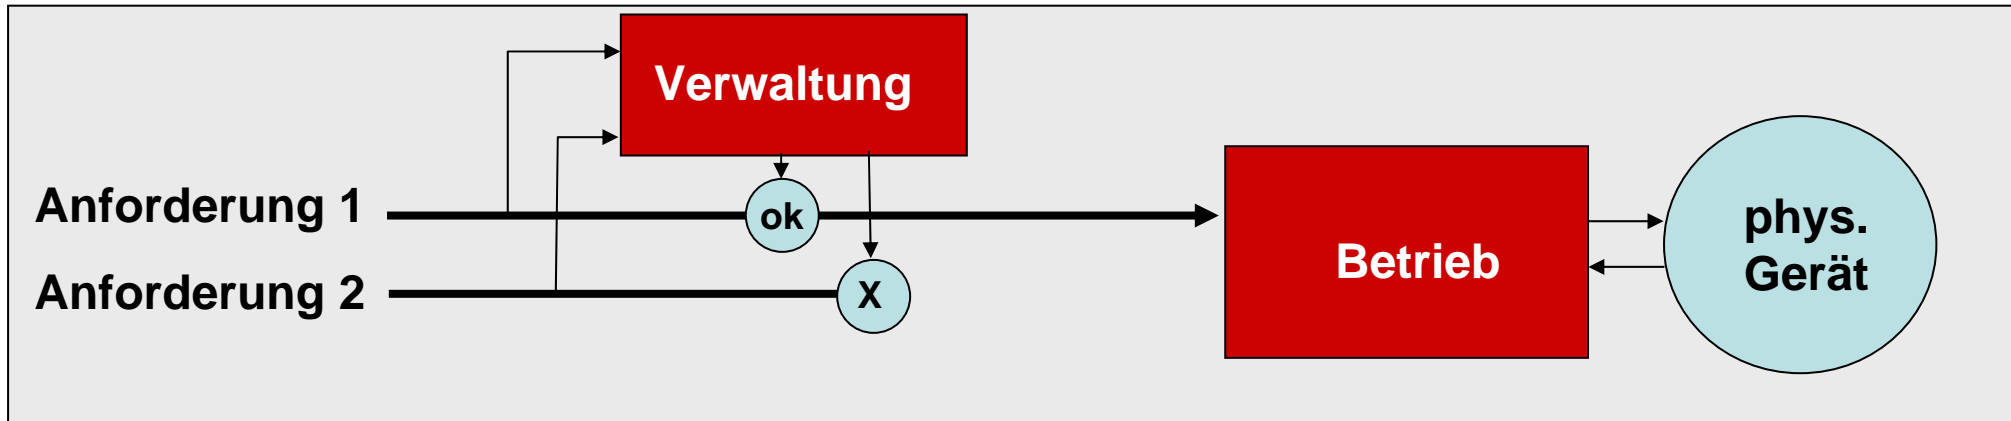 Verwaltung
Anforderung 1
ok
Anforderung 2
X
Betrieb
phys.
Gerät